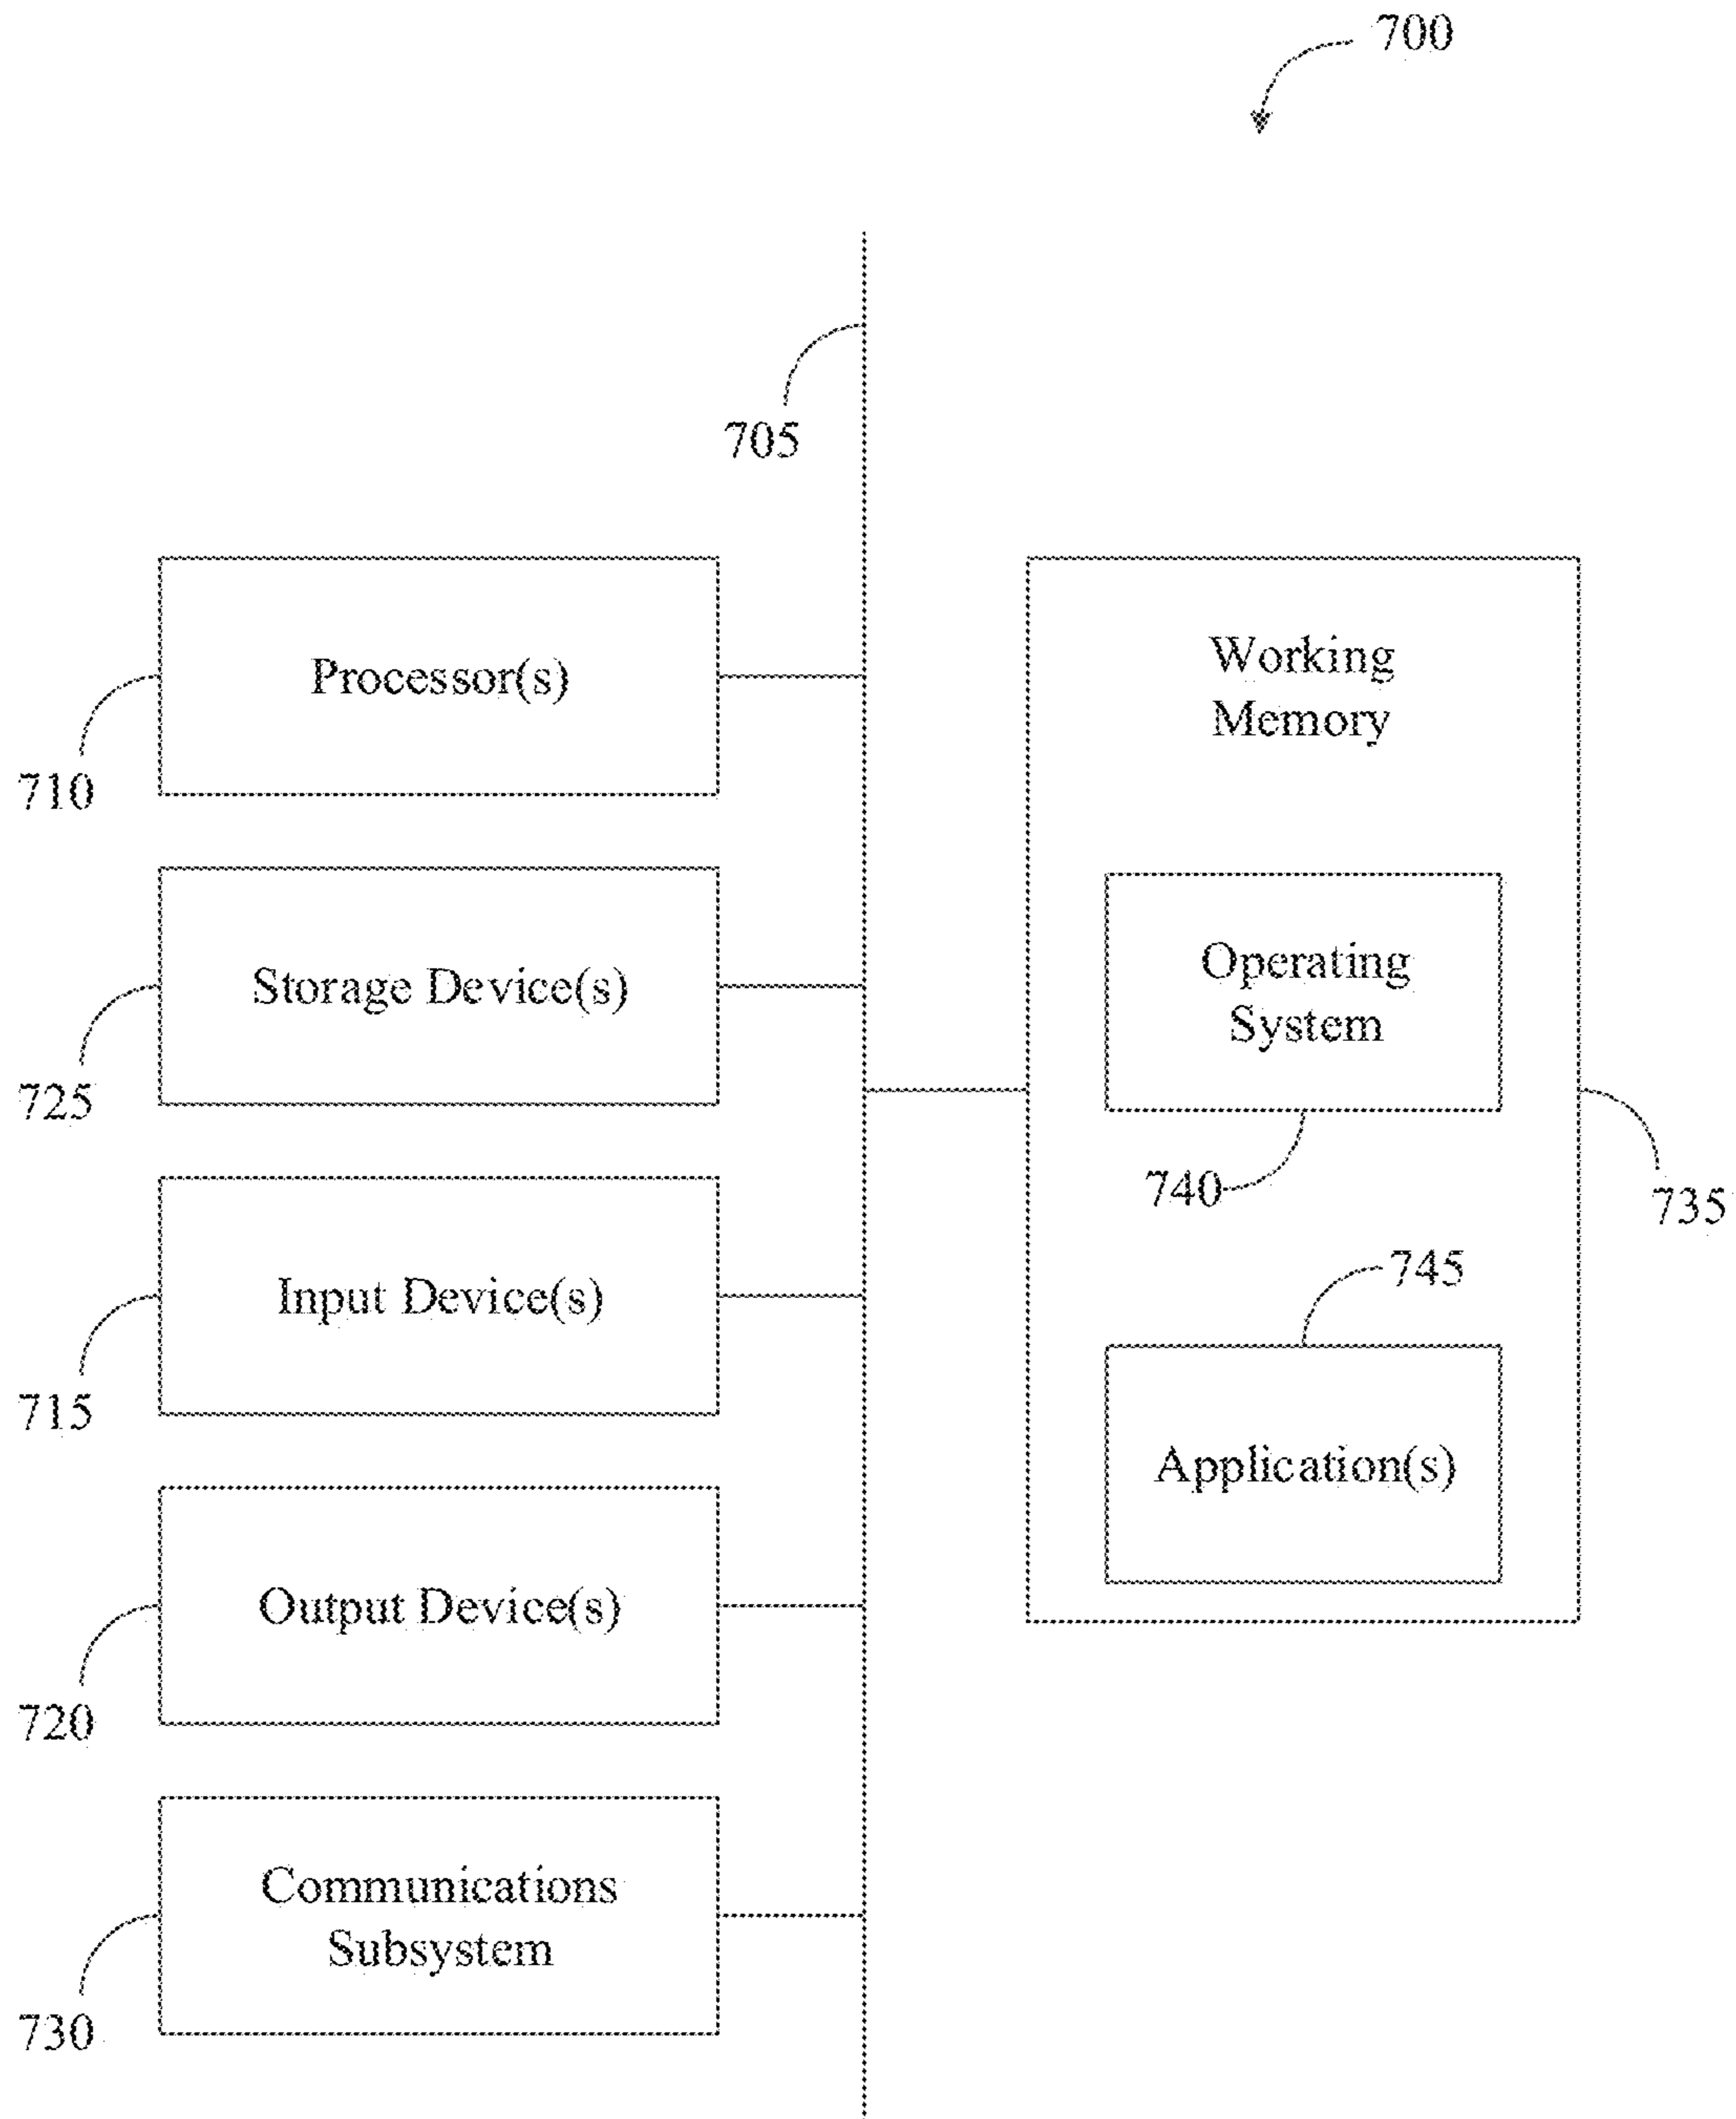 700
705
Processor(s)
710
Storage Device(s)
725
Input Device(s)
715
Output Device(s)
720
Communications
Subsystem
730
Working
Memory
Operating
System
740
735
745
Application(s)